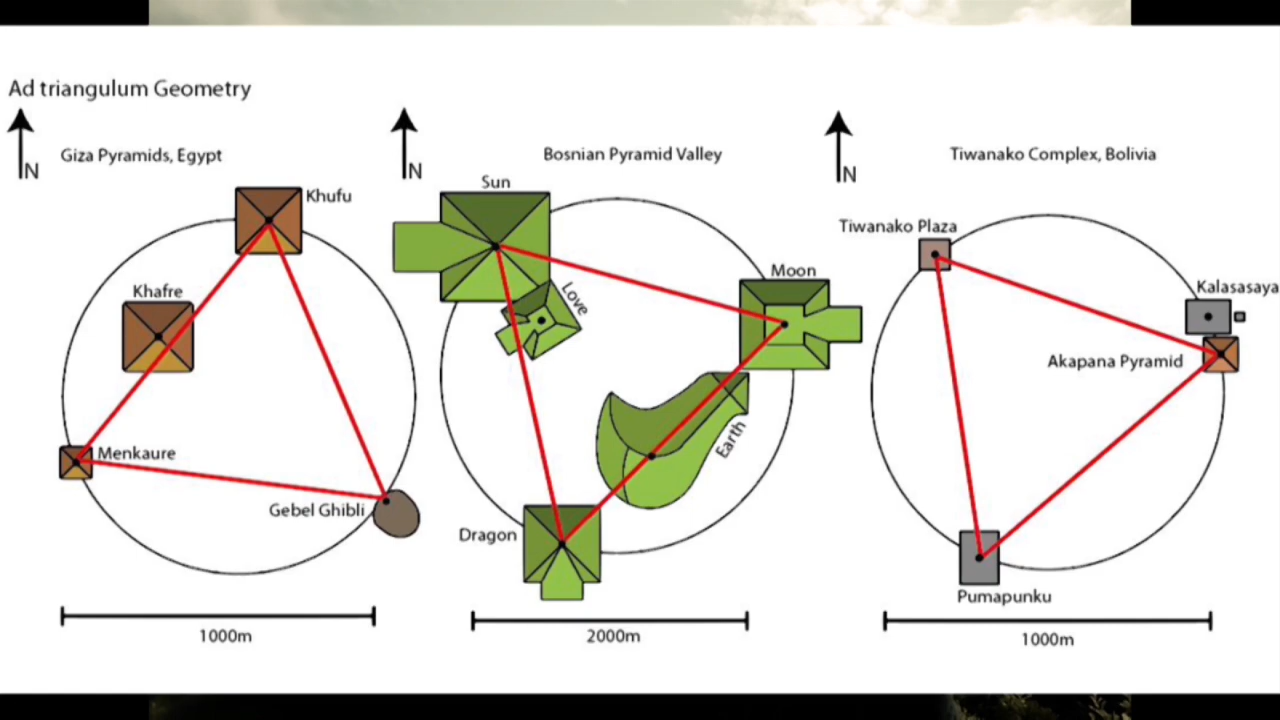 Ad triangulum Geometry
N
Giza Pyramids, Egypt
Khufu
Khafre
Menkaure
Gebel Ghibli
1000m
N
Bosnian Pyramid Valley
Sun
Love
Moon
Earth
Dragon
2000m
N
Tiwanako Complex, Bolivia
Tiwanako Plaza
Kalasasaya
Akapana Pyramid
Pumapunku
1000m